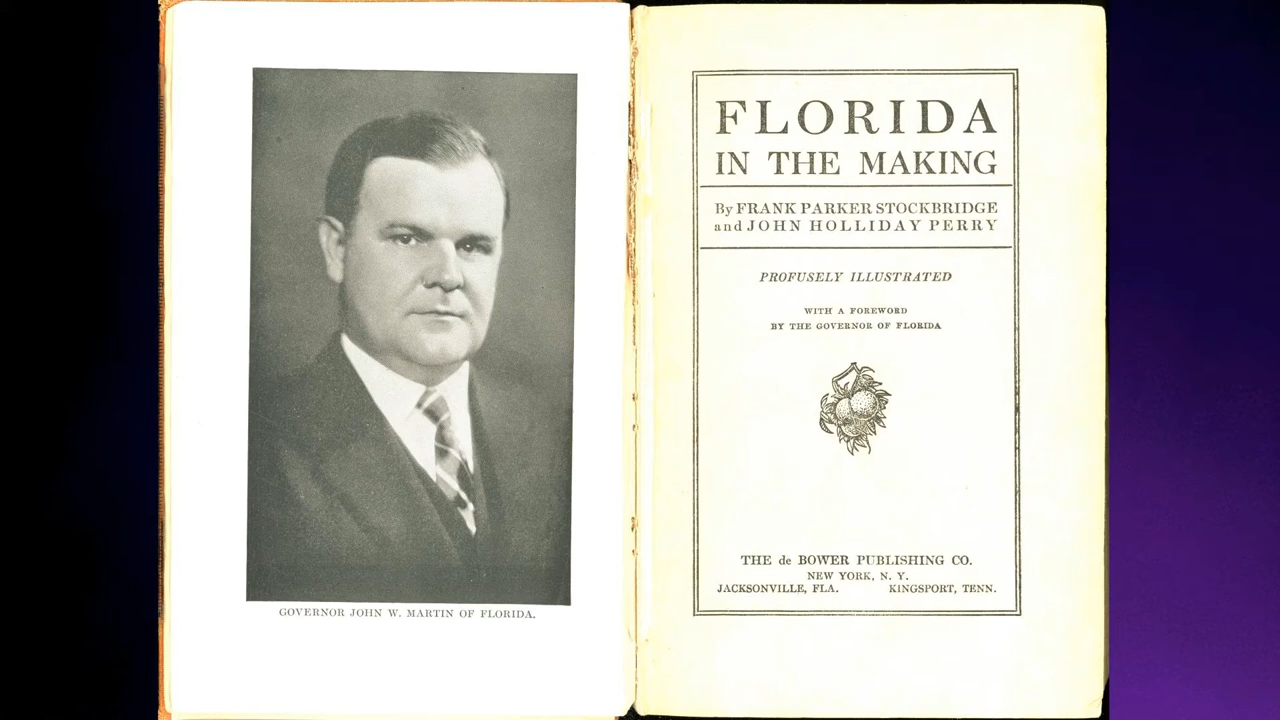 GOVERNOR JOHN W. MARTIN OF FLORIDA.
FLORIDA
IN THE MAKING
By FRANK PARKER STOCKBRIDGE
and JOHN HOLLIDAY PERRY
PROFUSELY ILLUSTRATED
WITH A FOREWORD
BY THE GOVERNOR OF FLORIDA
THE de BOWER PUBLISHING CO.
NEW YORK, N. Y.
JACKSONVILLE, FLA. KINGSPORT, TENN.